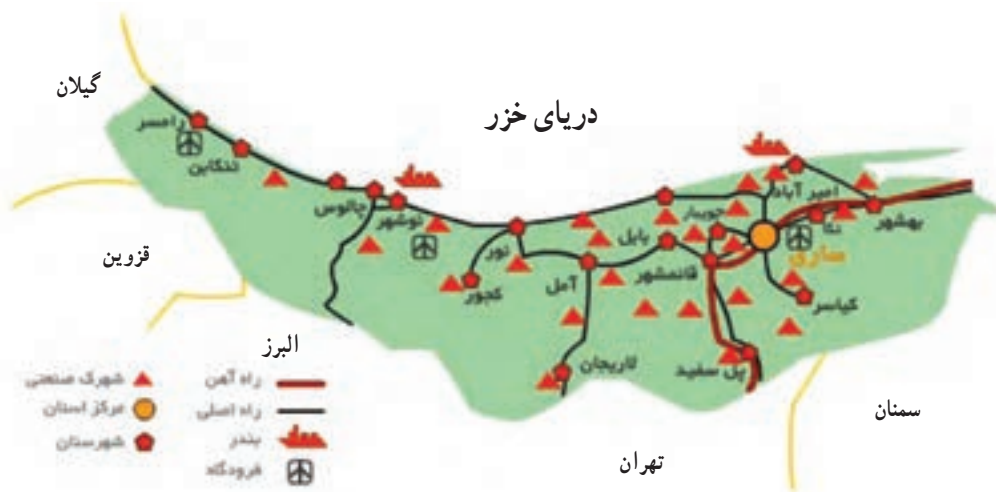 گیلان
دریای خزر
رامسر
تنکابن
چالوس
نوشهر
امیر آباد
بهشهر
نکا
جویبار
ساری
قزوین
نور
کجور
آمل
بابل
قائمشهر
کیاسر
البرز
لاریجان
پل سفید
سمنان
تهران
راه آهن
راه اصلی
بندر
فرودگاه
شهرک صنعتی
مرکز استان
شهرستان